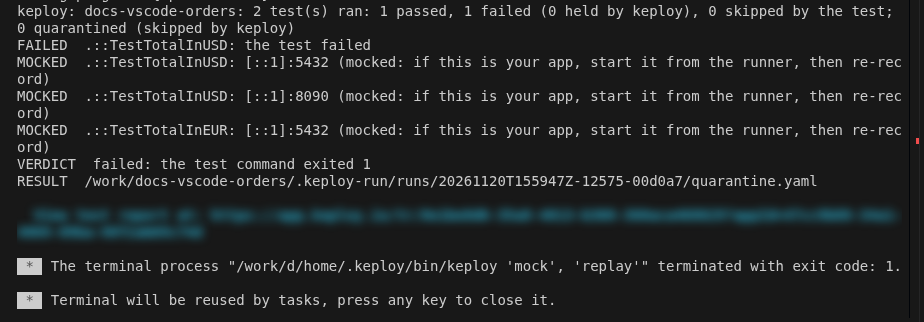 keploy: docs-vscode-orders: 2 test(s) ran: 1 passed, 1 failed (0 held by keploy), 0 skipped by the test;
0 quarantined (skipped by keploy)
FAILED  .::TestTotalInUSD: the test failed
MOCKED  .::TestTotalInUSD: [::1]:5432 (mocked: if this is your app, start it from the runner, then re-rec
ord)
MOCKED  .::TestTotalInUSD: [::1]:8090 (mocked: if this is your app, start it from the runner, then re-rec
ord)
MOCKED  .::TestTotalInEUR: [::1]:5432 (mocked: if this is your app, start it from the runner, then re-rec
ord)
VERDICT  failed: the test command exited 1
RESULT  /work/docs-vscode-orders/.keploy-run/runs/20261120T155947Z-12575-00d0a7/quarantine.yaml
* The terminal process "/work/d/home/.keploy/bin/keploy 'mock', 'replay'" terminated with exit code: 1.
* Terminal will be reused by tasks, press any key to close it.